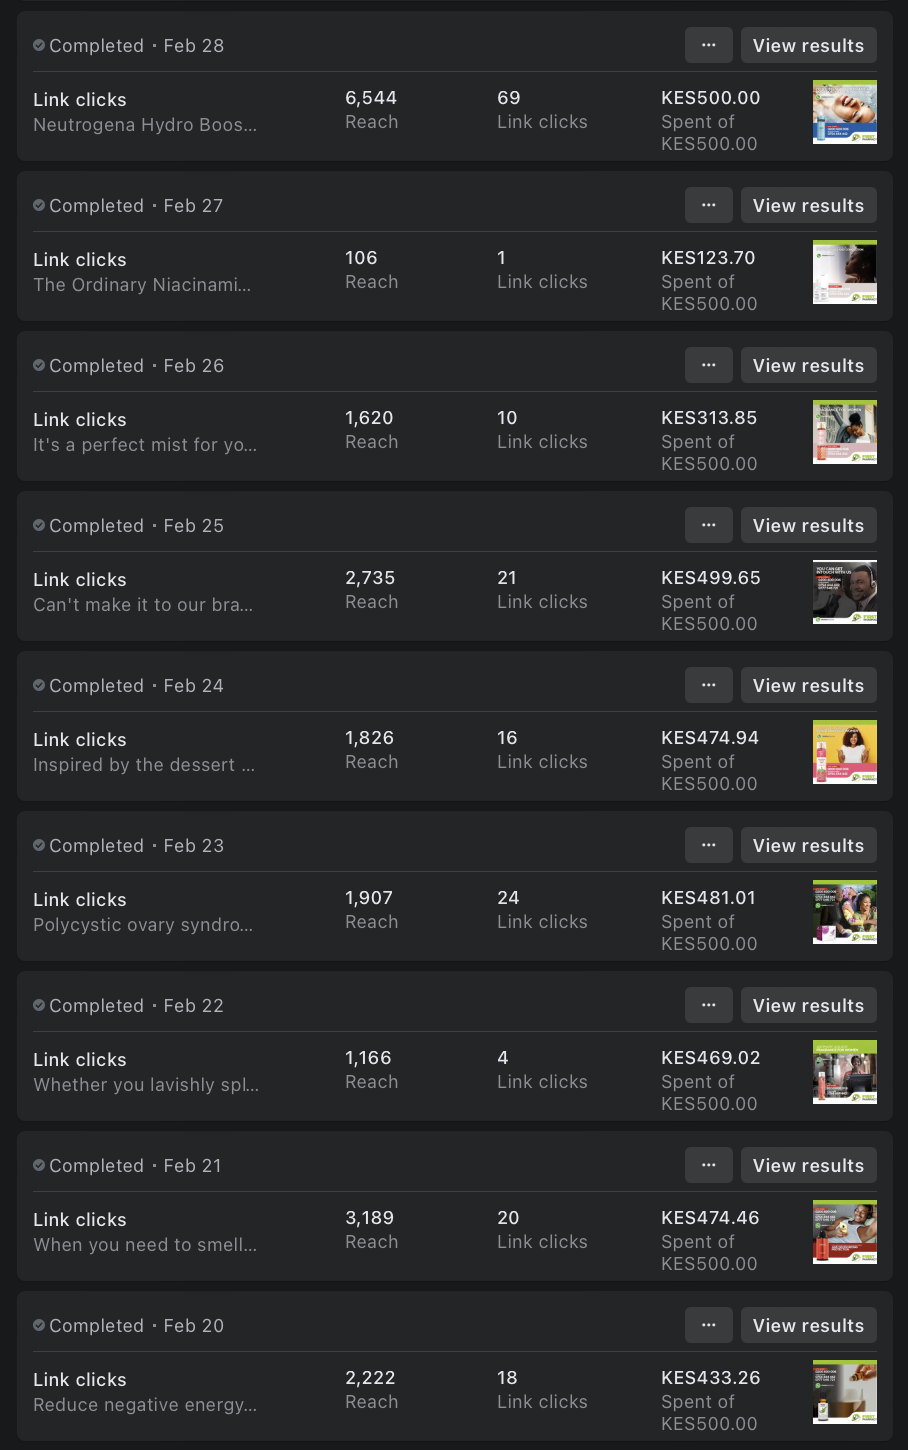 Completed · Feb 28
... View results
Link clicks
Neutrogena Hydro Boos...
6,544
Reach
69
Link clicks
KES500.00
Spent of
KES500.00
Completed · Feb 27
... View results
Link clicks
The Ordinary Niacinami...
106
Reach
1
Link clicks
KES123.70
Spent of
KES500.00
Completed · Feb 26
... View results
Link clicks
It's a perfect mist for yo...
1,620
Reach
10
Link clicks
KES313.85
Spent of
KES500.00
Completed · Feb 25
... View results
Link clicks
Can't make it to our bra...
2,735
Reach
21
Link clicks
KES499.65
Spent of
KES500.00
YOU CAN GET
INTOUCH WITH US
Completed · Feb 24
... View results
Link clicks
Inspired by the dessert ...
1,826
Reach
16
Link clicks
KES474.94
Spent of
KES500.00
Completed · Feb 23
... View results
Link clicks
Polycystic ovary syndro...
1,907
Reach
24
Link clicks
KES481.01
Spent of
KES500.00
Completed · Feb 22
... View results
Link clicks
Whether you lavishly spl...
1,166
Reach
4
Link clicks
KES469.02
Spent of
KES500.00
Completed · Feb 21
... View results
Link clicks
When you need to smell...
3,189
Reach
20
Link clicks
KES474.46
Spent of
KES500.00
Completed · Feb 20
... View results
Link clicks
Reduce negative energy...
2,222
Reach
18
Link clicks
KES433.26
Spent of
KES500.00